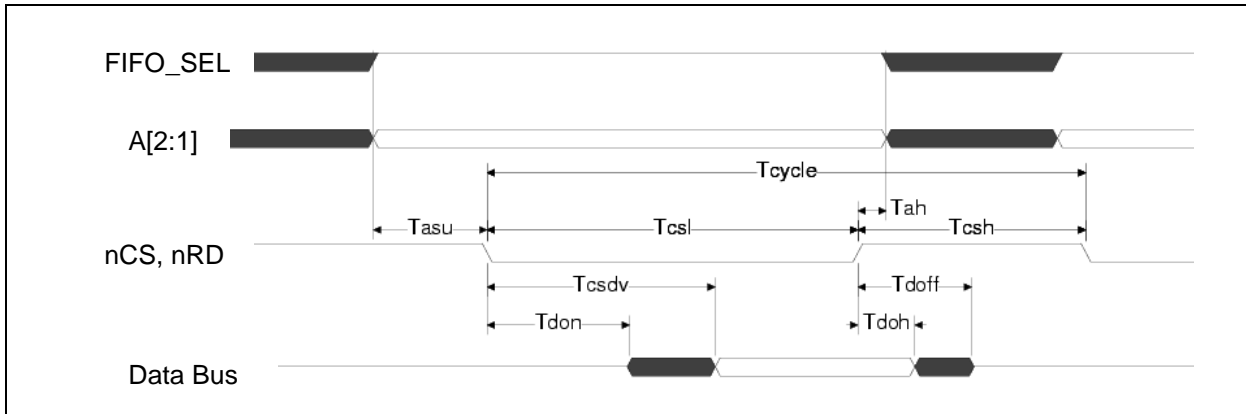 FIFO_SEL
A[2:1]
Tcycle
Tah
Tasu
Tcsl
Tcsh
nCS, nRD
Tcsdv
Tdoff
Tdon
Tdoh
Data Bus